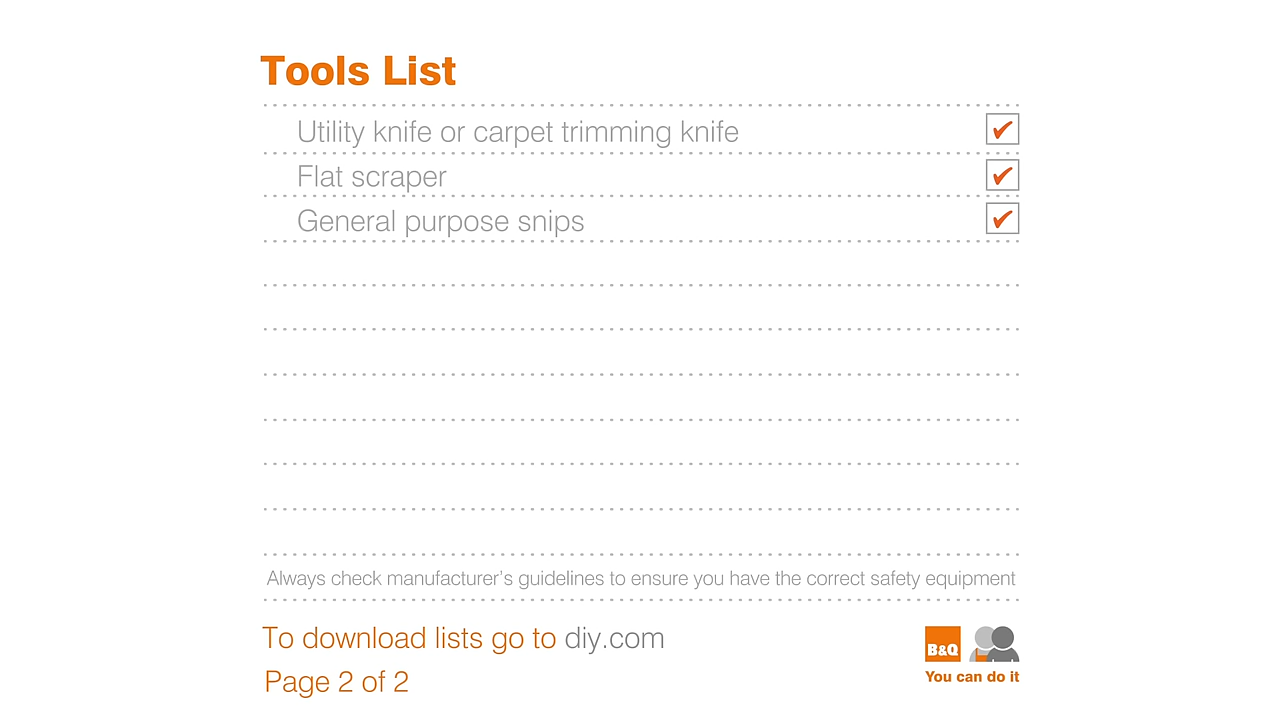 Tools List
Utility knife or carpet trimming knife
Flat scraper
General purpose snips
Always check manufacturer's guidelines to ensure you have the correct safety equipment
To download lists go to diy.com
Page 2 of 2
B&Q
You can do it